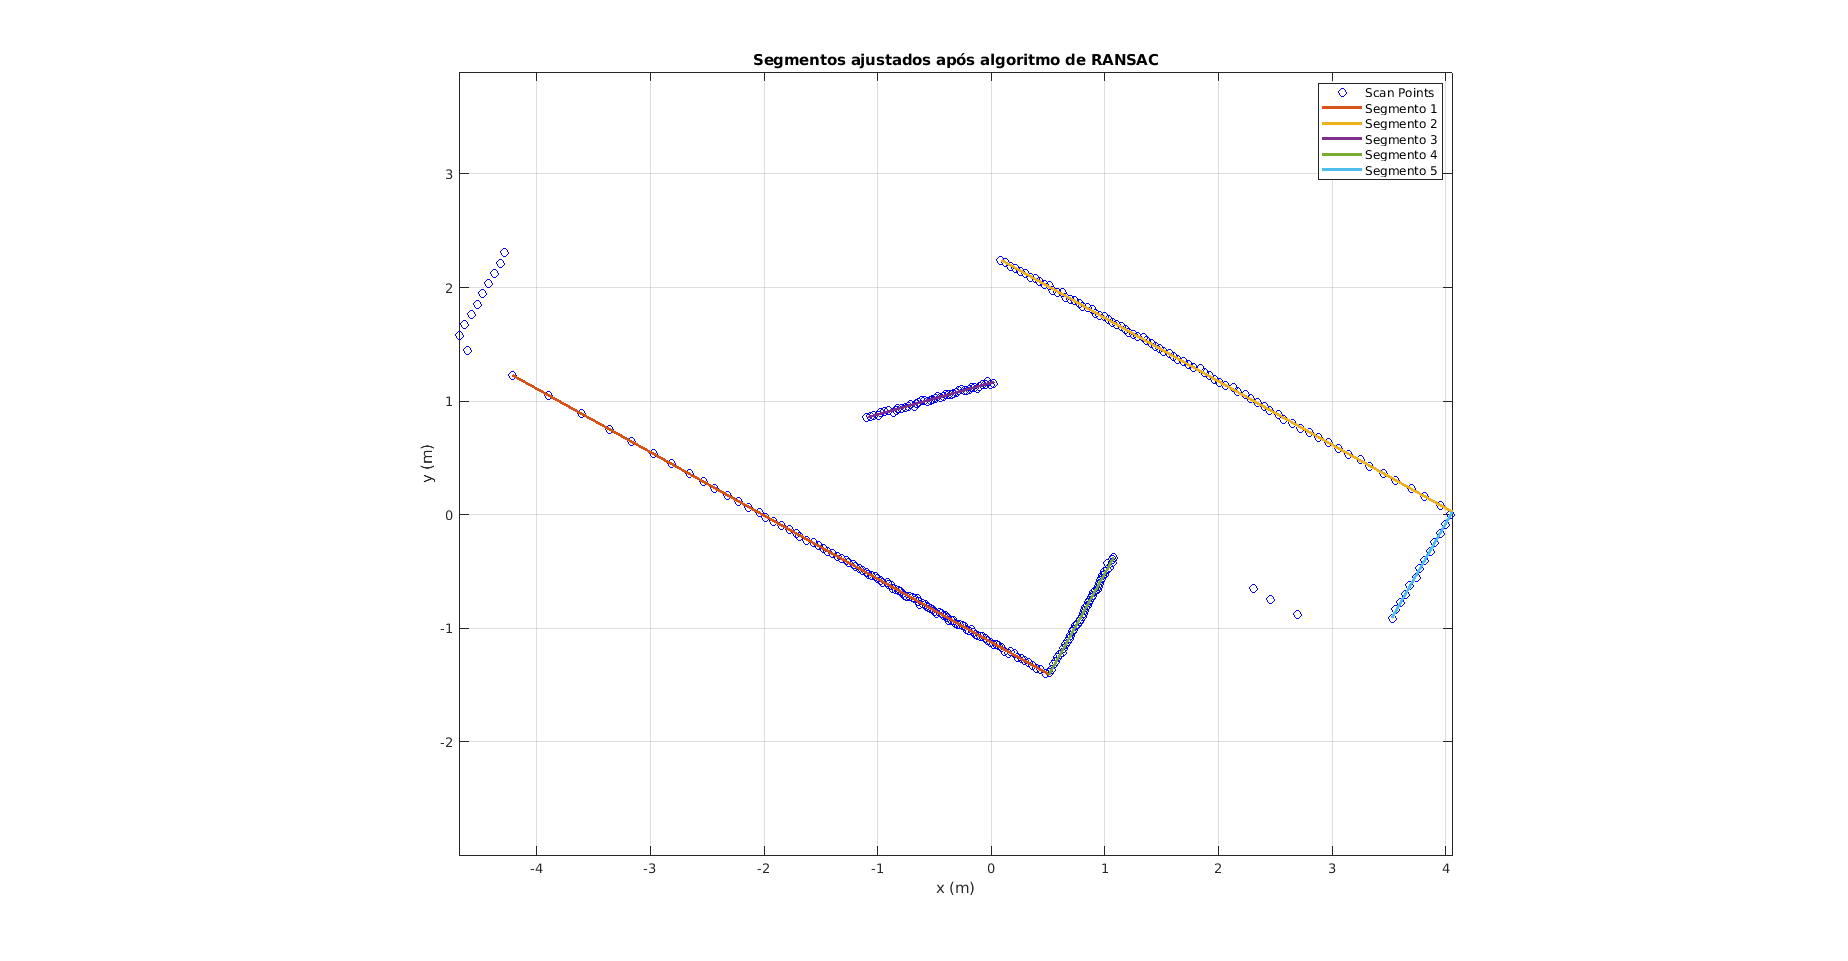 Segmentos ajustados após algoritmo de RANSAC
Scan Points
Segmento 1
Segmento 2
Segmento 3
Segmento 4
Segmento 5
3
2
1
0
-1
-2
y (m)
-4 -3 -2 -1 0 1 2 3 4
x (m)